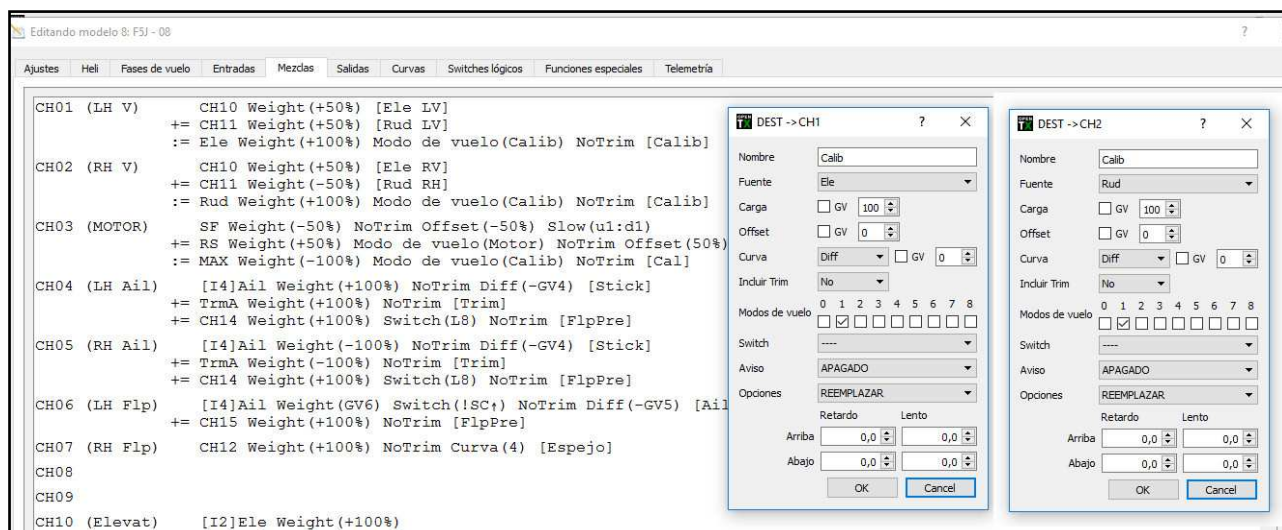 Editando modelo 8: F5J - 08
?
Ajustes Heli Fases de vuelo Entradas Mezclas Salidas Curvas Switches lógicos Funciones especiales Telemetría
CH01 (LH V) CH10 Weight(+50%) [Ele LV]
+= CH11 Weight(+50%) [Rud LV]
:= Ele Weight(+100%) Modo de vuelo(Calib) NoTrim [Calib]
CH02 (RH V) CH10 Weight(+50%) [Ele RV]
+= CH11 Weight(-50%) [Rud RH]
:= Rud Weight(+100%) Modo de vuelo(Calib) NoTrim [Calib]
CH03 (MOTOR) SF Weight(-50%) NoTrim Offset(-50%) Slow(u1:d1)
+= RS Weight(+50%) Modo de vuelo(Motor) NoTrim Offset(50%)
:= MAX Weight(-100%) Modo de vuelo(Calib) NoTrim [Cal]
CH04 (LH Ail) [I4]Ail Weight(+100%) NoTrim Diff(-GV4) [Stick]
+= TrmA Weight(+100%) NoTrim [Trim]
+= CH14 Weight(+100%) Switch(L8) NoTrim [FlpPre]
CH05 (RH Ail) [I4]Ail Weight(-100%) NoTrim Diff(-GV4) [Stick]
+= TrmA Weight(+100%) NoTrim [Trim]
+= CH14 Weight(+100%) Switch(L8) NoTrim [FlpPre]
CH06 (LH Flp) [I4]Ail Weight(GV6) Switch(!SC↑) NoTrim Diff(-GV5) [Ail
+= CH15 Weight(+100%) NoTrim [FlpPre]
CH07 (RH Flp) CH12 Weight(+100%) NoTrim Curva(4) [Espejo]
CH08
CH09
CH10 (Elevat) [I2]Ele Weight(+100%)
OPEN TX DEST ->CH1 ? ×
Nombre Calib
Fuente Ele
Carga GV 100
Offset GV 0
Curva Diff GV 0
Incluir Trim No
0 1 2 3 4 5 6 7 8
Modos de vuelo
Switch ----
Aviso APAGADO
Opciones REEMPLAZAR
Retardo Lento
Arriba 0,0 0,0
Abajo 0,0 0,0
OK Cancel
OPEN TX DEST ->CH2 ? ×
Nombre Calib
Fuente Rud
Carga GV 100
Offset GV 0
Curva Diff GV 0
Incluir Trim No
0 1 2 3 4 5 6 7 8
Modos de vuelo
Switch ----
Aviso APAGADO
Opciones REEMPLAZAR
Retardo Lento
Arriba 0,0 0,0
Abajo 0,0 0,0
OK Cancel